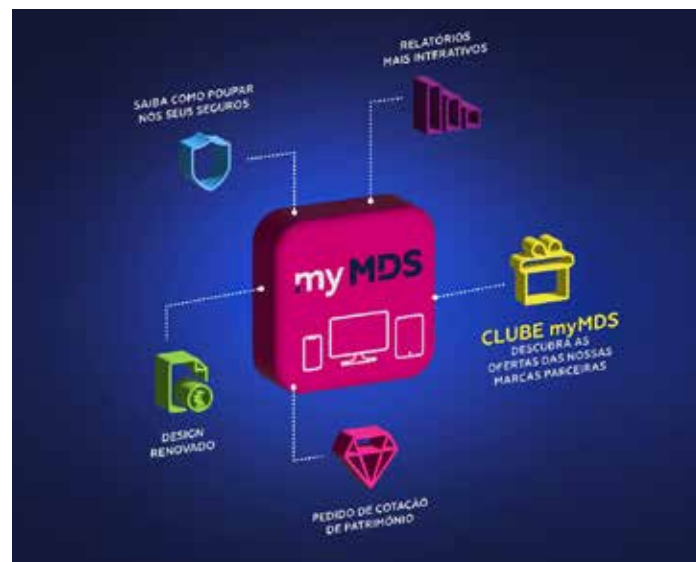 RELATÓRIOS
MAIS INTERATIVOS
SAIBA COMO POUPAR
NOS SEUS SEGUROS
myMDS
CLUBE myMDS
DESCUBRA AS
OFERTAS DAS NOSSAS
MARCAS PARCEIRAS
DESIGN
RENOVADO
PEDIDO DE COTAÇÃO
DE PATRIMÓNIO